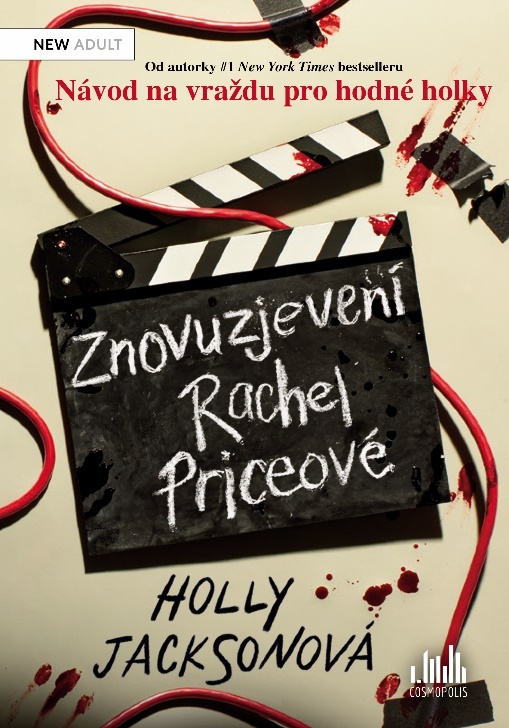 NEW ADULT
Od autorky #1 New York Times bestselleru
Návod na vraždu pro hodné holky
Znovuzjevení
Rachel
Priceové
HOLLY
JACKSONOVÁ
COSMOPOLIS